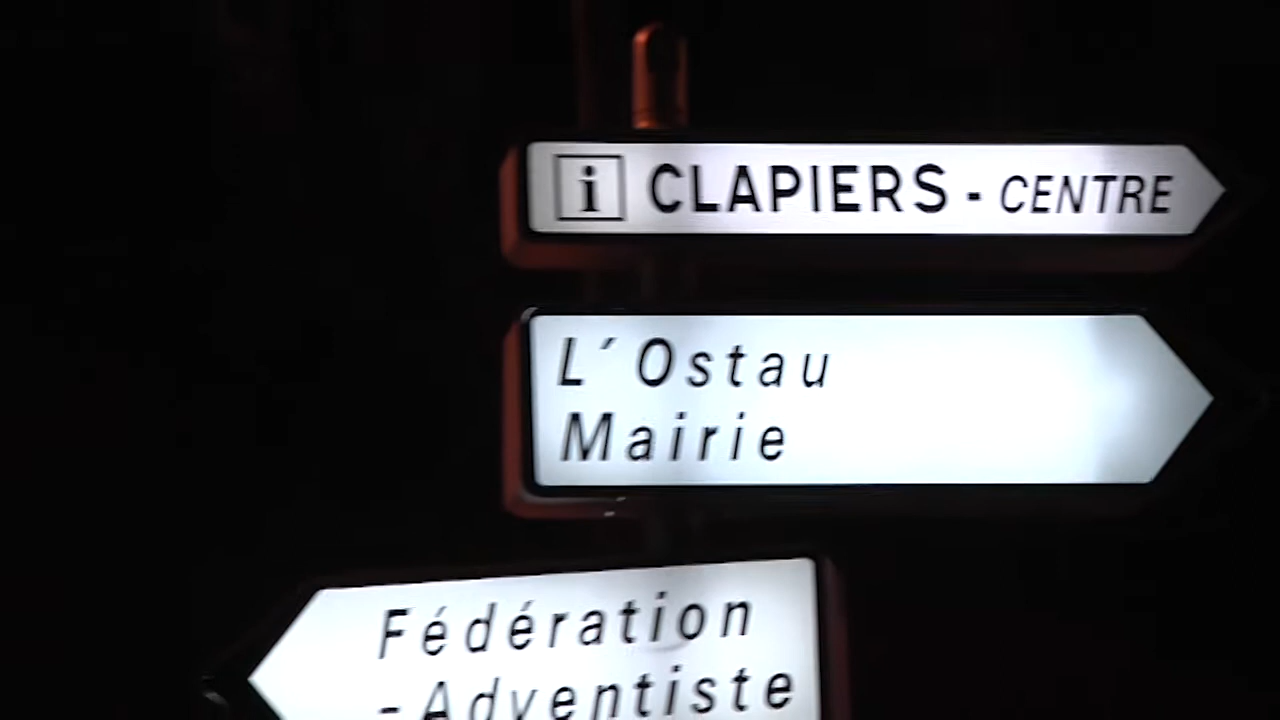 i CLAPIERS - CENTRE
L' Ostau
Mairie
Fédération
-Adventiste